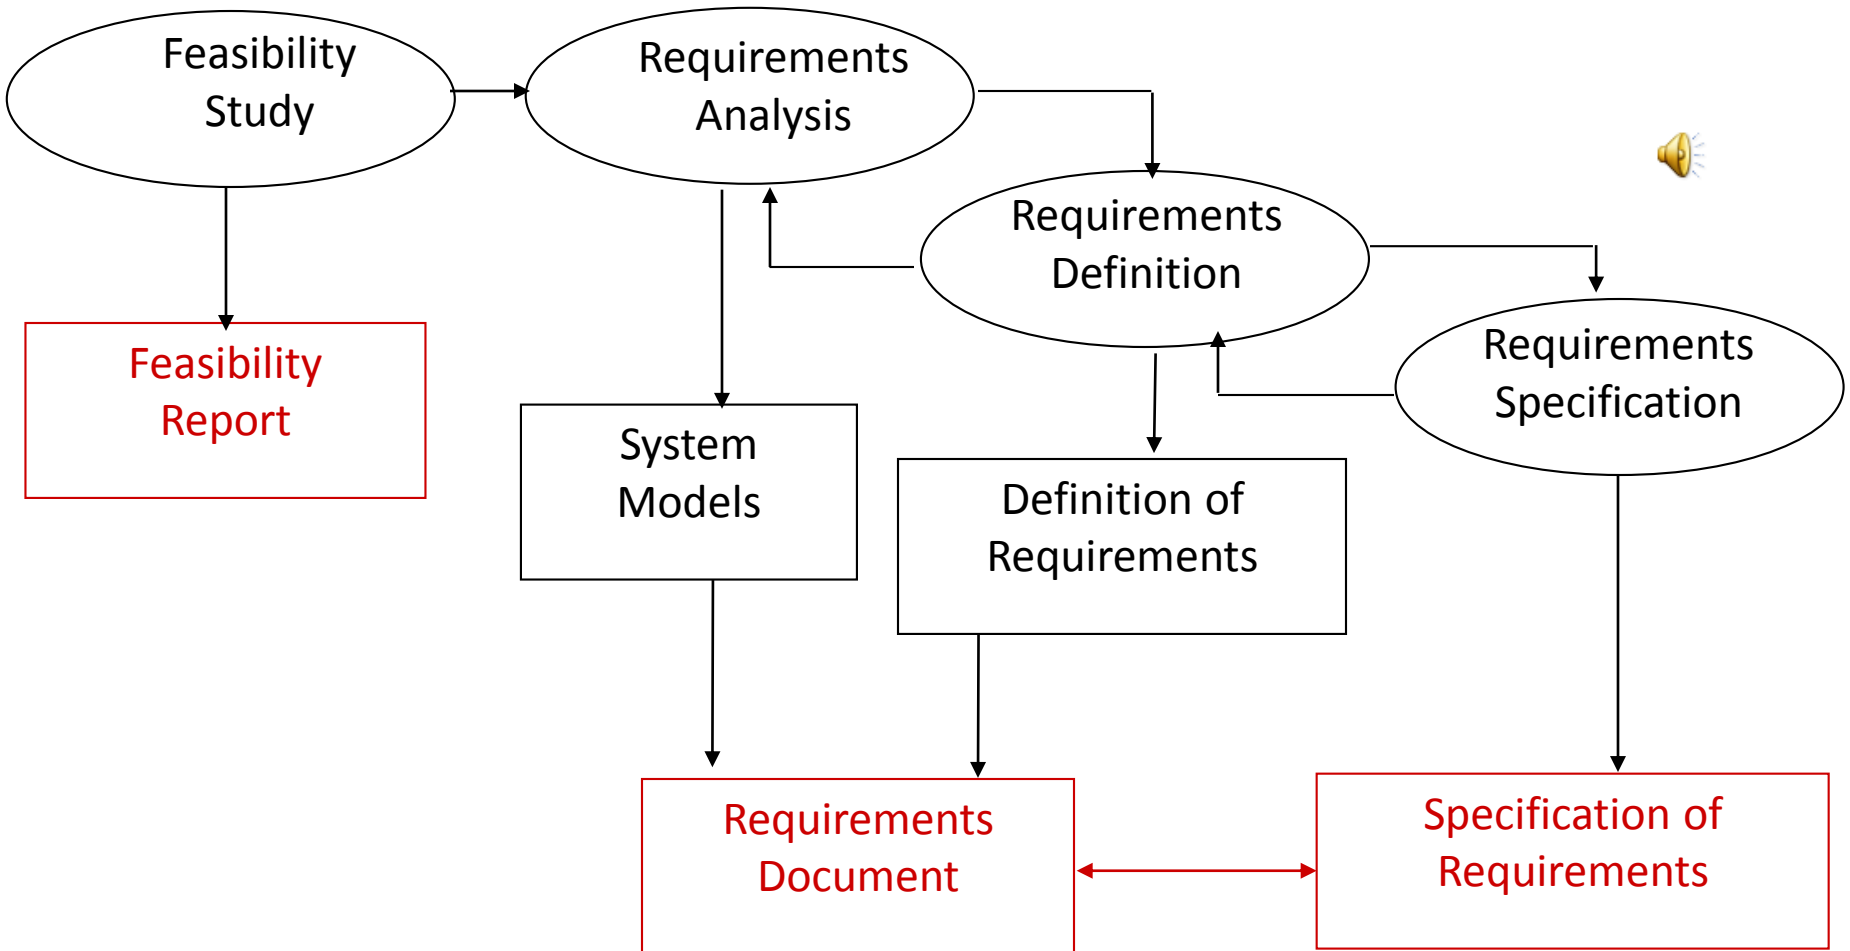 Feasibility
Study
Requirements
Analysis
Requirements
Definition
Requirements
Specification
Feasibility
Report
System
Models
Definition of
Requirements
Requirements
Document
Specification of
Requirements